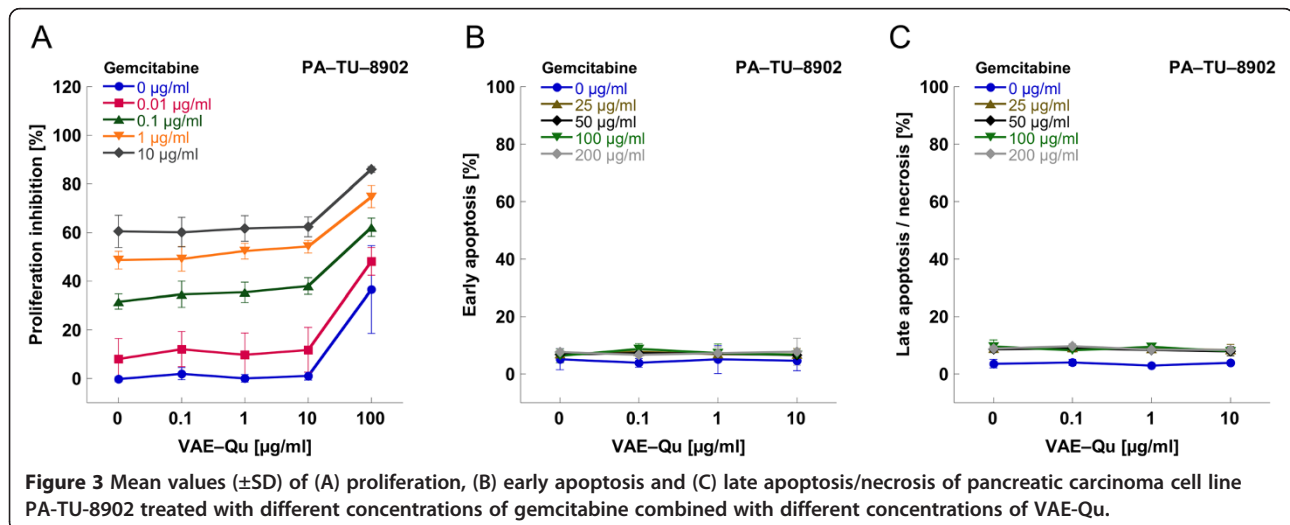 A
Gemcitabine PA–TU–8902
0 µg/ml
0.01 µg/ml
0.1 µg/ml
1 µg/ml
10 µg/ml
Proliferation inhibition [%]
120
100
80
60
40
20
0
0 0.1 1 10 100
VAE–Qu [µg/ml]
B
Gemcitabine PA–TU–8902
0 µg/ml
25 µg/ml
50 µg/ml
100 µg/ml
200 µg/ml
Early apoptosis [%]
100
80
60
40
20
0
0 0.1 1 10
VAE–Qu [µg/ml]
C
Gemcitabine PA–TU–8902
0 µg/ml
25 µg/ml
50 µg/ml
100 µg/ml
200 µg/ml
Late apoptosis / necrosis [%]
100
80
60
40
20
0
0 0.1 1 10
VAE–Qu [µg/ml]
Figure 3 Mean values (±SD) of (A) proliferation, (B) early apoptosis and (C) late apoptosis/necrosis of pancreatic carcinoma cell line
PA-TU-8902 treated with different concentrations of gemcitabine combined with different concentrations of VAE-Qu.